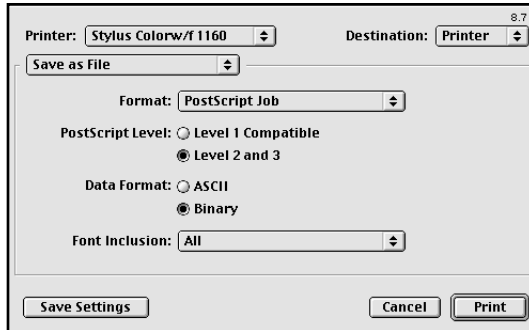 8.7
Printer: Stylus Colorw/f 1160 Destination: Printer
Save as File
Format: PostScript Job
PostScript Level: Level 1 Compatible
Level 2 and 3
Data Format: ASCII
Binary
Font Inclusion: All
Save Settings Cancel Print